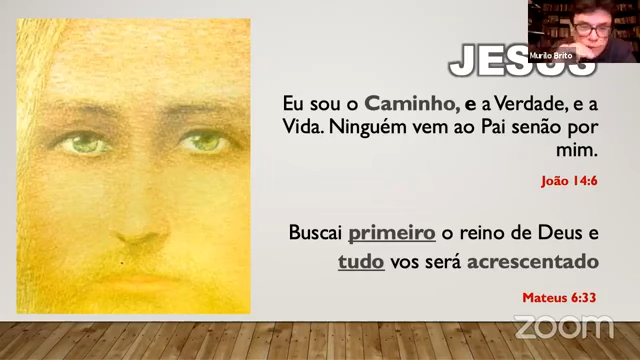 JESUS
Murilo Brito
Eu sou o Caminho, e a Verdade, e a
Vida. Ninguém vem ao Pai senão por
mim.
João 14:6
Buscai primeiro o reino de Deus e
tudo vos será acrescentado
Mateus 6:33
zoom